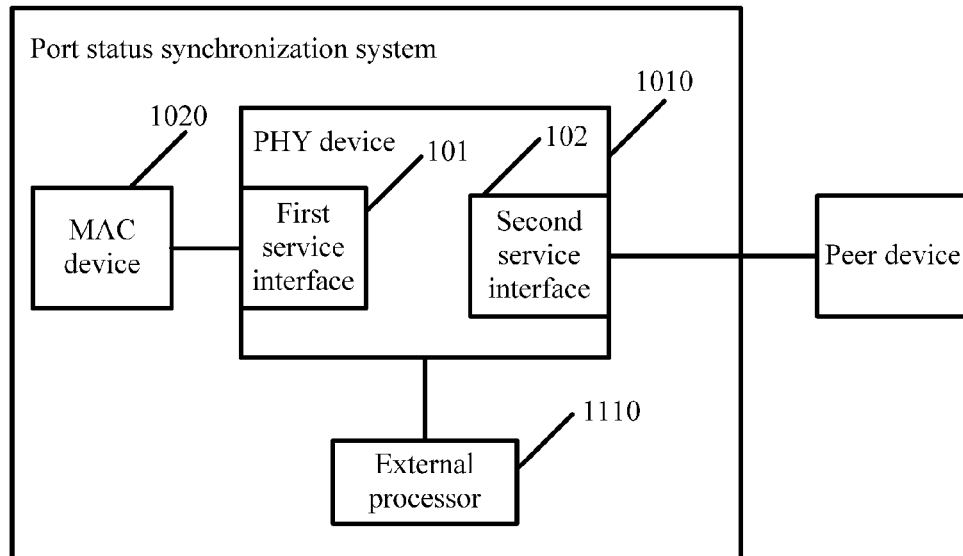 Port status synchronization system
1010
1020
PHY device
101
102
MAC
device
First
service
interface
Second
service
interface
Peer device
1110
External
processor